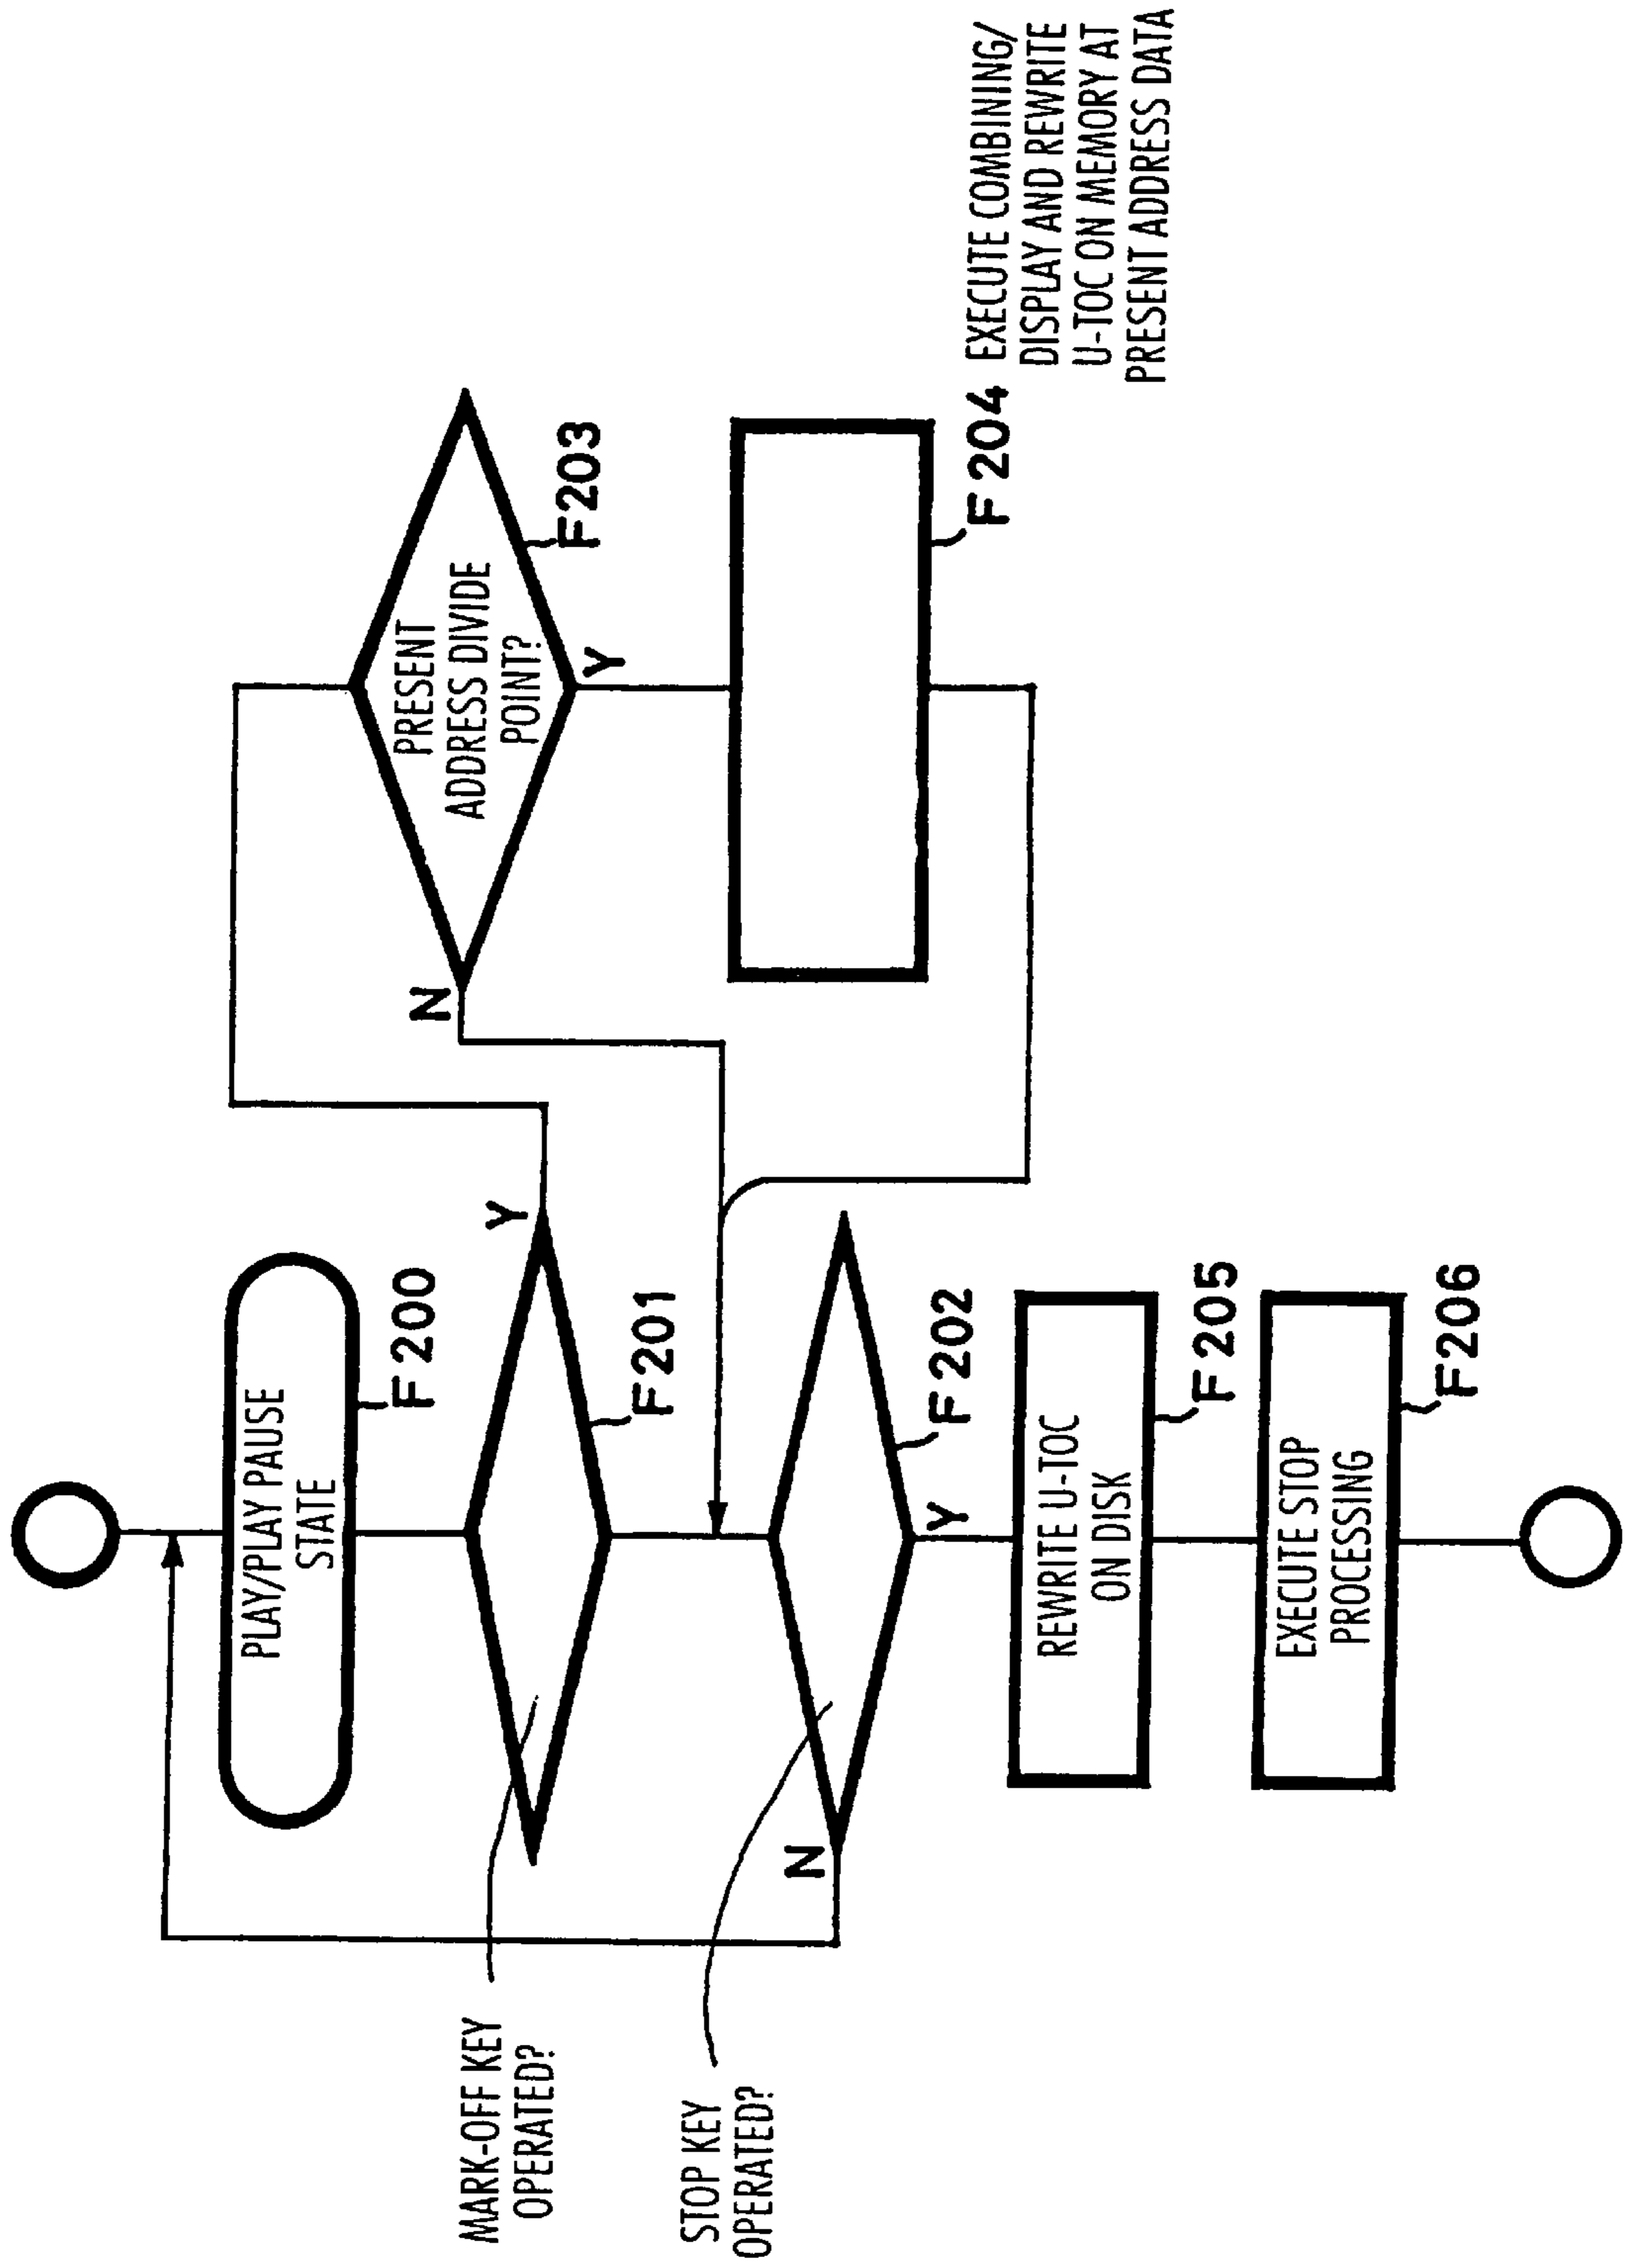 PLAY/PLAY PAUSE
STATE
F200
MARK-OFF KEY
OPERATED?
Y
F201
STOP KEY
OPERATED?
N
F202
Y
REWRITE U-TOC
ON DISK
F205
EXECUTE STOP
PROCESSING
F206
PRESENT
ADDRESS DIVIDE
POINT?
N
F203
Y
F204
EXECUTE COMBINING/
DISPLAY AND REWRITE
U-TOC ON MEMORY AT
PRESENT ADDRESS DATA